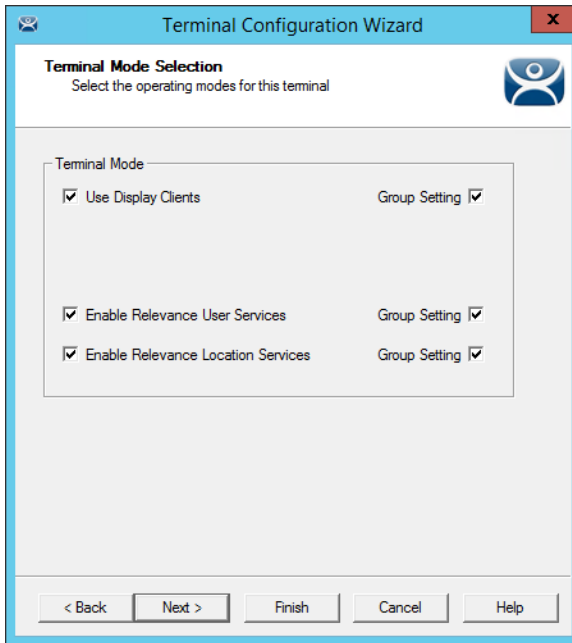 Terminal Configuration Wizard
x
Terminal Mode Selection
Select the operating modes for this terminal
Terminal Mode
Use Display Clients Group Setting
Enable Relevance User Services Group Setting
Enable Relevance Location Services Group Setting
< Back Next > Finish Cancel Help